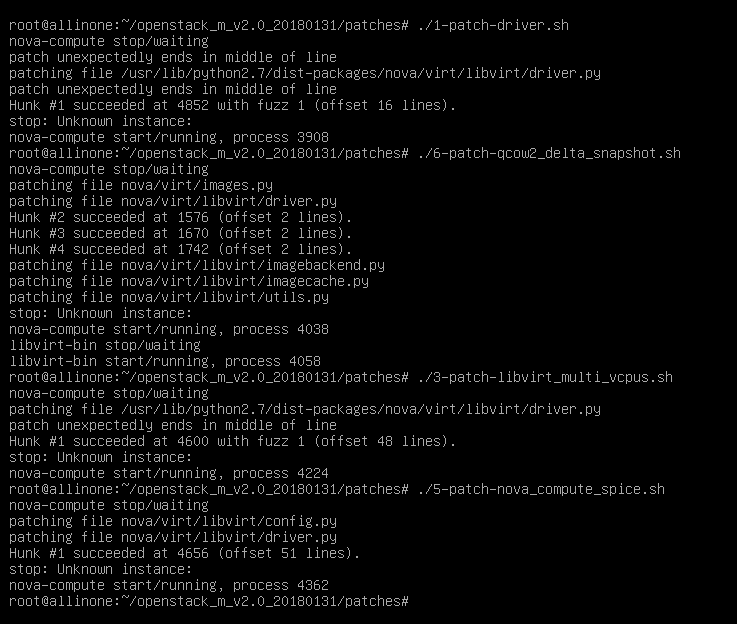 root@allinone:~/openstack_m_v2.0_20180131/patches# ./1-patch-driver.sh
nova-compute stop/waiting
patch unexpectedly ends in middle of line
patching file /usr/lib/python2.7/dist-packages/nova/virt/libvirt/driver.py
patch unexpectedly ends in middle of line
Hunk #1 succeeded at 4852 with fuzz 1 (offset 16 lines).
stop: Unknown instance:
nova-compute start/running, process 3908
root@allinone:~/openstack_m_v2.0_20180131/patches# ./6-patch-qcow2_delta_snapshot.sh
nova-compute stop/waiting
patching file nova/virt/images.py
patching file nova/virt/libvirt/driver.py
Hunk #2 succeeded at 1576 (offset 2 lines).
Hunk #3 succeeded at 1670 (offset 2 lines).
Hunk #4 succeeded at 1742 (offset 2 lines).
patching file nova/virt/libvirt/imagebackend.py
patching file nova/virt/libvirt/imagecache.py
patching file nova/virt/libvirt/utils.py
stop: Unknown instance:
nova-compute start/running, process 4038
libvirt-bin stop/waiting
libvirt-bin start/running, process 4058
root@allinone:~/openstack_m_v2.0_20180131/patches# ./3-patch-libvirt_multi_vcpus.sh
nova-compute stop/waiting
patching file /usr/lib/python2.7/dist-packages/nova/virt/libvirt/driver.py
patch unexpectedly ends in middle of line
Hunk #1 succeeded at 4600 with fuzz 1 (offset 48 lines).
stop: Unknown instance:
nova-compute start/running, process 4224
root@allinone:~/openstack_m_v2.0_20180131/patches# ./5-patch-nova_compute_spice.sh
nova-compute stop/waiting
patching file nova/virt/libvirt/config.py
patching file nova/virt/libvirt/driver.py
Hunk #1 succeeded at 4656 (offset 51 lines).
stop: Unknown instance:
nova-compute start/running, process 4362
root@allinone:~/openstack_m_v2.0_20180131/patches#